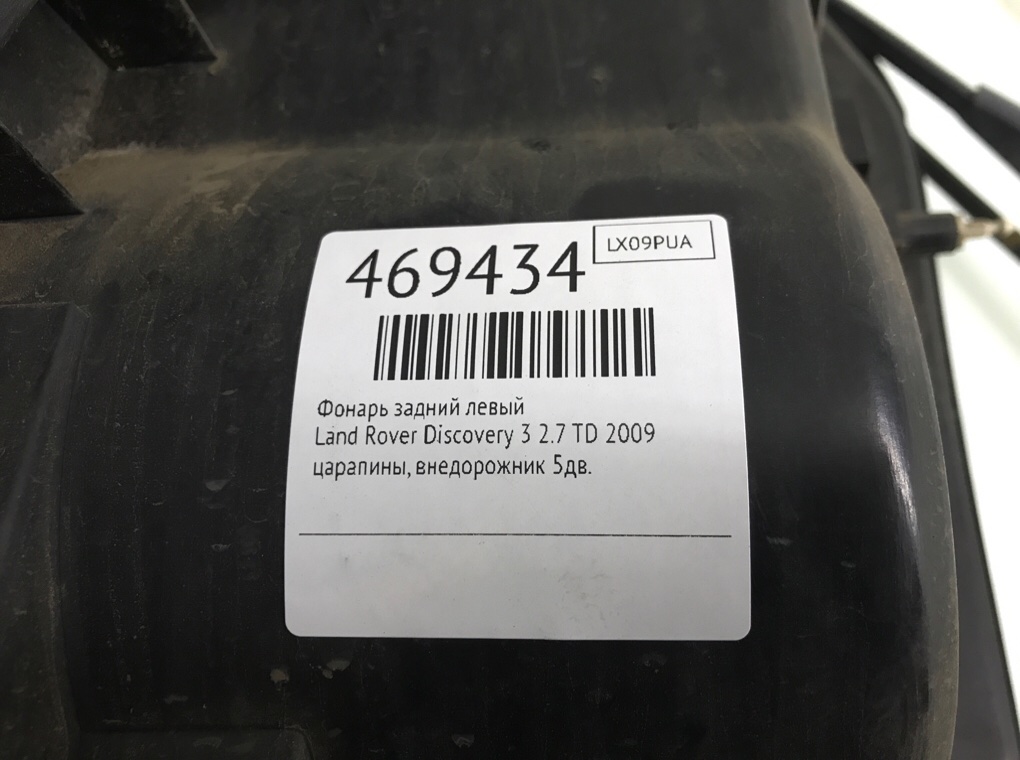 469434
LX09PUA
Фонарь задний левый
Land Rover Discovery 3 2.7 TD 2009
царапины, внедорожник 5дв.